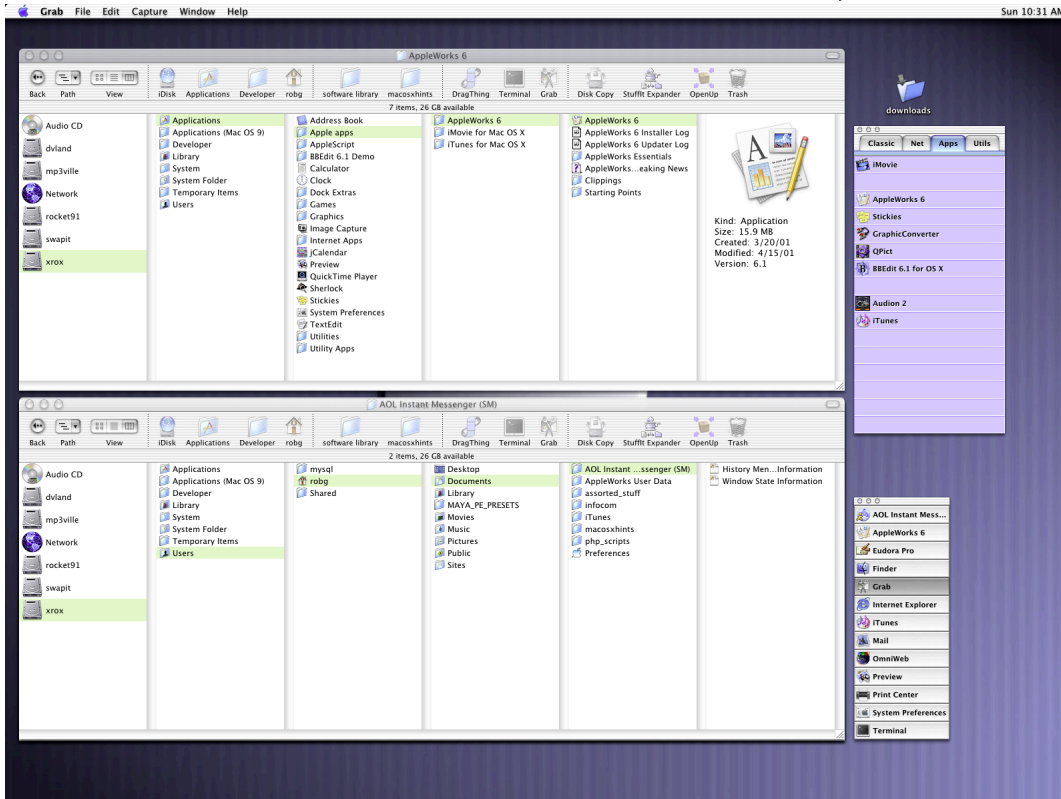 Grab File Edit Capture Window Help Sun 10:31 AM
AppleWorks 6
Back Path View iDisk Applications Developer robg software library macosxhints DragThing Terminal Grab Disk Copy StuffIt Expander OpenUp Trash
7 items, 26 GB available
Audio CD
dvland
mp3ville
Network
rocket91
swapit
xrox
Applications
Applications (Mac OS 9)
Developer
Library
System
System Folder
Temporary Items
Users
Address Book
Apple apps
AppleScript
BBEdit 6.1 Demo
Calculator
Clock
Dock Extras
Games
Graphics
Image Capture
Internet Apps
jCalendar
Preview
QuickTime Player
Sherlock
Stickies
System Preferences
TextEdit
Utilities
Utility Apps
AppleWorks 6
iMovie for Mac OS X
iTunes for Mac OS X
AppleWorks 6
AppleWorks 6 Installer Log
AppleWorks 6 Updater Log
AppleWorks Essentials
AppleWorks...eaking News
Clippings
Starting Points
Kind: Application
Size: 15.9 MB
Created: 3/20/01
Modified: 4/15/01
Version: 6.1
downloads
Classic Net Apps Utils
iMovie
AppleWorks 6
Stickies
GraphicConverter
QPict
BBEdit 6.1 for OS X
Audion 2
iTunes
AOL Instant Messenger (SM)
Back Path View iDisk Applications Developer robg software library macosxhints DragThing Terminal Grab Disk Copy StuffIt Expander OpenUp Trash
2 items, 26 GB available
Audio CD
dvland
mp3ville
Network
rocket91
swapit
xrox
Applications
Applications (Mac OS 9)
Developer
Library
System
System Folder
Temporary Items
Users
mysql
robg
Shared
Desktop
Documents
Library
MAYA_PE_PRESETS
Movies
Music
Pictures
Public
Sites
AOL Instant ...ssenger (SM)
AppleWorks User Data
assorted_stuff
infocom
iTunes
macosxhints
php_scripts
Preferences
History Men...Information
Window State Information
AOL Instant Mess...
AppleWorks 6
Eudora Pro
Finder
Grab
Internet Explorer
iTunes
Mail
OmniWeb
Preview
Print Center
System Preferences
Terminal